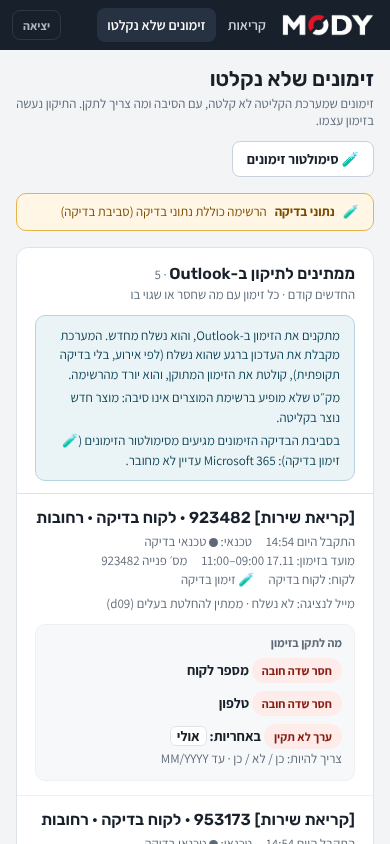 MODY
קריאות
זימונים שלא נקלטו
יציאה
זימונים שלא נקלטו
זימונים שמערכת הקליטה לא קלטה, עם הסיבה ומה צריך לתקן. התיקון נעשה
בזימון עצמו.
🧪 סימולטור זימונים
🧪 נתוני בדיקה הרשימה כוללת נתוני בדיקה (סביבת בדיקה)
ממתינים לתיקון ב-Outlook · 5
החדשים קודם · כל זימון עם מה שחסר או שגוי בו
מתקנים את הזימון ב-Outlook, והוא נשלח מחדש. המערכת
מקבלת את העדכון ברגע שהוא נשלח (לפי אירוע, בלי בדיקה
תקופתית), קולטת את הזימון המתוקן, והוא יורד מהרשימה.
מק״ט שלא מופיע ברשימת המוצרים אינו סיבה: מוצר חדש
נוצר בקליטה.
בסביבת הבדיקה הזימונים מגיעים מסימולטור הזימונים (🧪
זימון בדיקה): Microsoft 365 עדיין לא מחובר.
[קריאת שירות] 923482 • לקוח בדיקה • רחובות
התקבל היום 14:54 טכנאי: ● טכנאי בדיקה
מועד בזימון: 17.11 09:00–11:00 מס׳ פנייה 923482
לקוח: לקוח בדיקה 🧪 זימון בדיקה
מייל לנציגה: לא נשלח · ממתין להחלטת בעלים (d09)
מה לתקן בזימון
חסר שדה חובה מספר לקוח
חסר שדה חובה טלפון
ערך לא תקין באחריות: אולי
צריך להיות: כן / לא / כן · עד MM/YYYY
[קריאת שירות] 953173 • לקוח בדיקה • רחובות
התקבל היום 14:54 טכנאי: ● טכנאי בדיקה